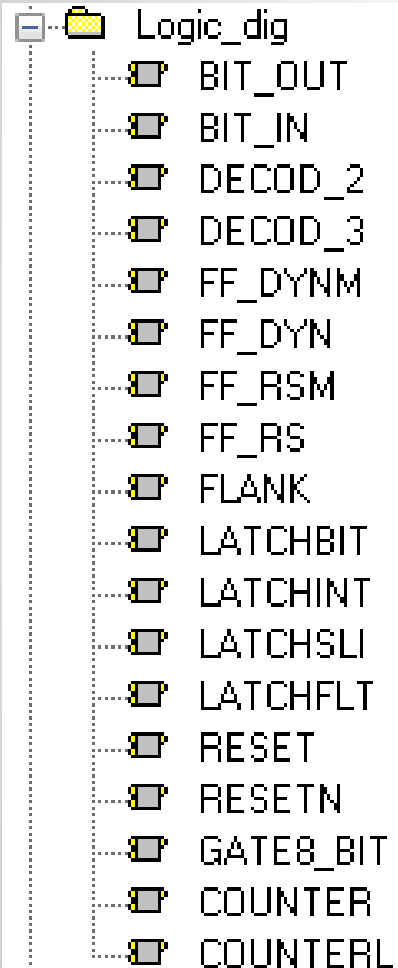 Logic_dig
BIT_OUT
BIT_IN
DECOD_2
DECOD_3
FF_DYNM
FF_DYN
FF_RSM
FF_RS
FLANK
LATCHBIT
LATCHINT
LATCHSLI
LATCHFLT
RESET
RESETN
GATE8_BIT
COUNTER
COUNTERL